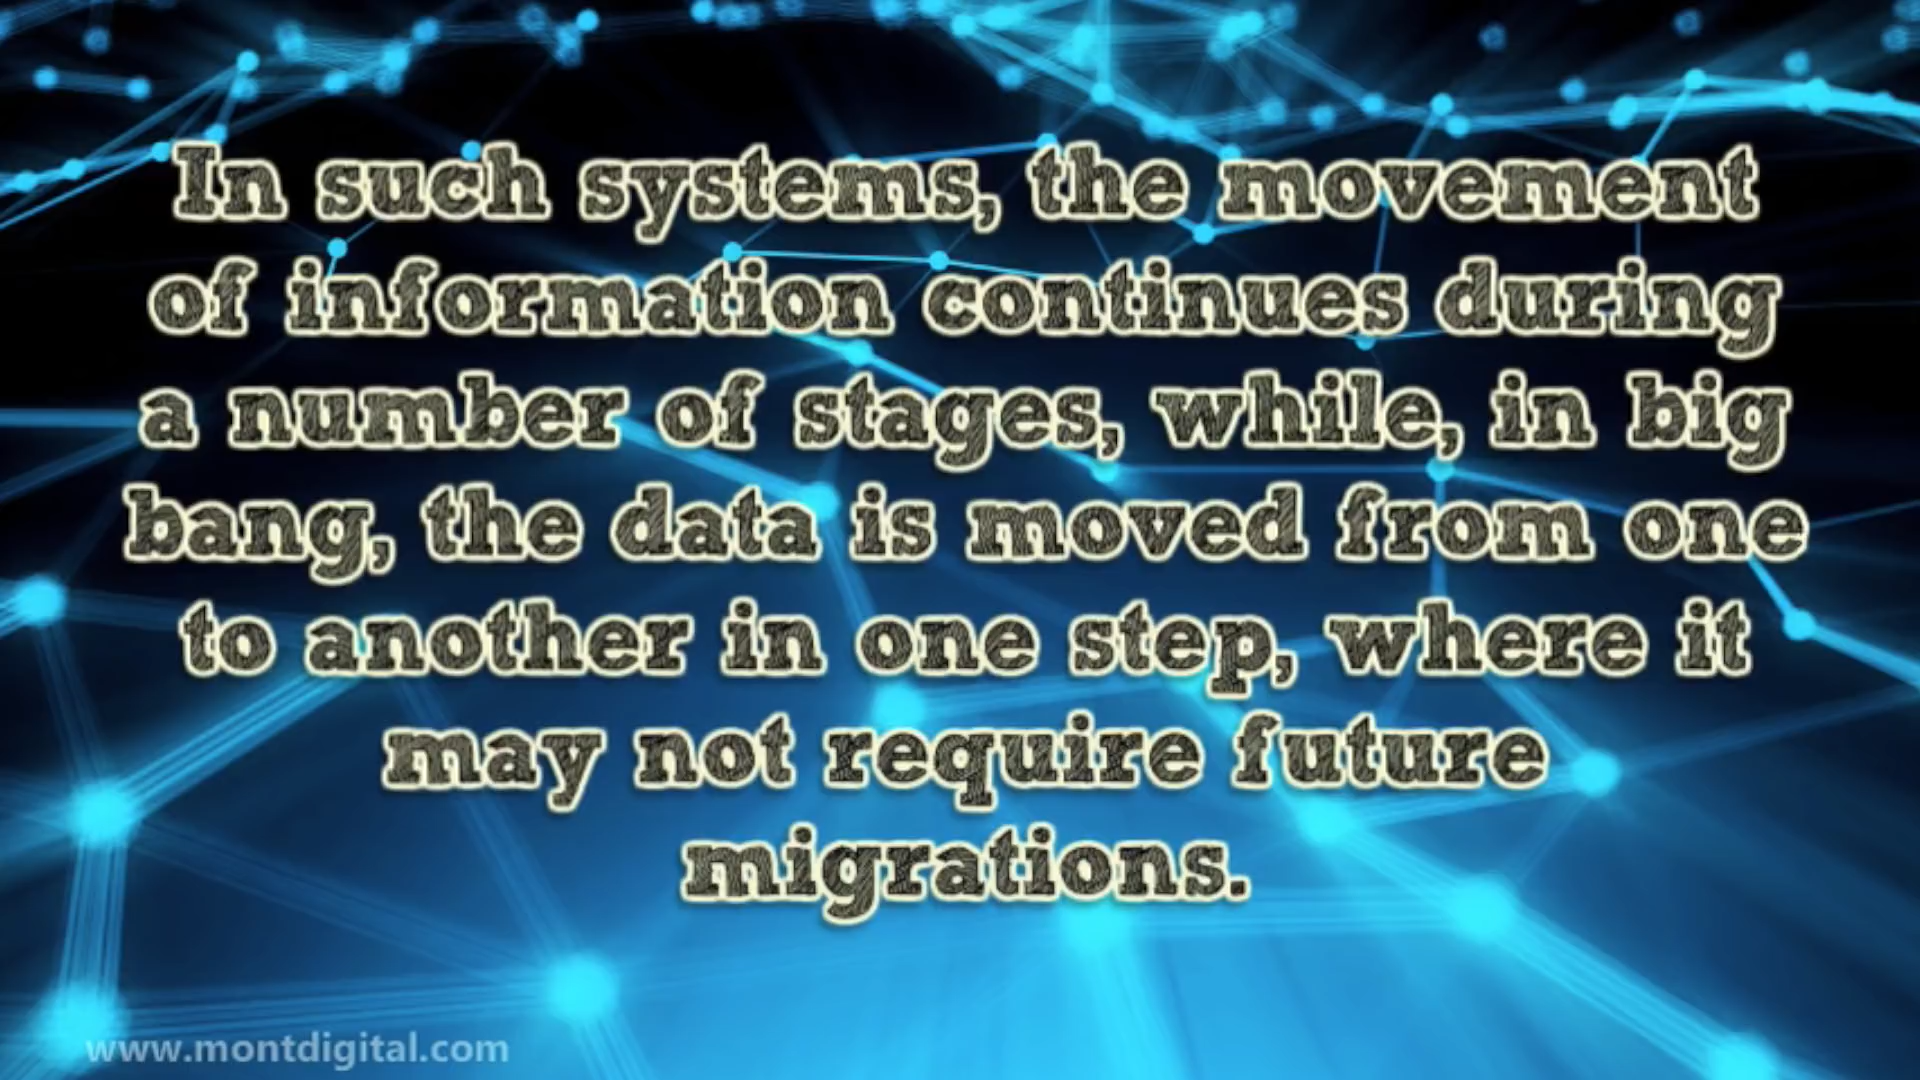 In such systems, the movement
of information continues during
a number of stages, while, in big
bang, the data is moved from one
to another in one step, where it
may not require future
migrations.
www.montdigital.com